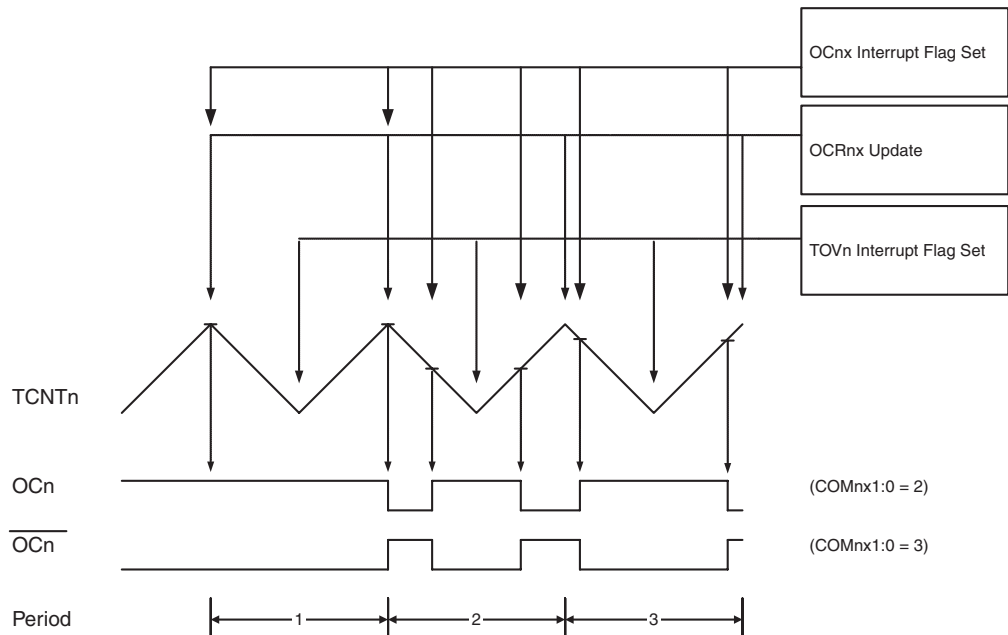 OCnx Interrupt Flag Set
OCRnx Update
TOVn Interrupt Flag Set
TCNTn
OCn
(COMnx1:0 = 2)
OCn
(COMnx1:0 = 3)
Period
1
2
3